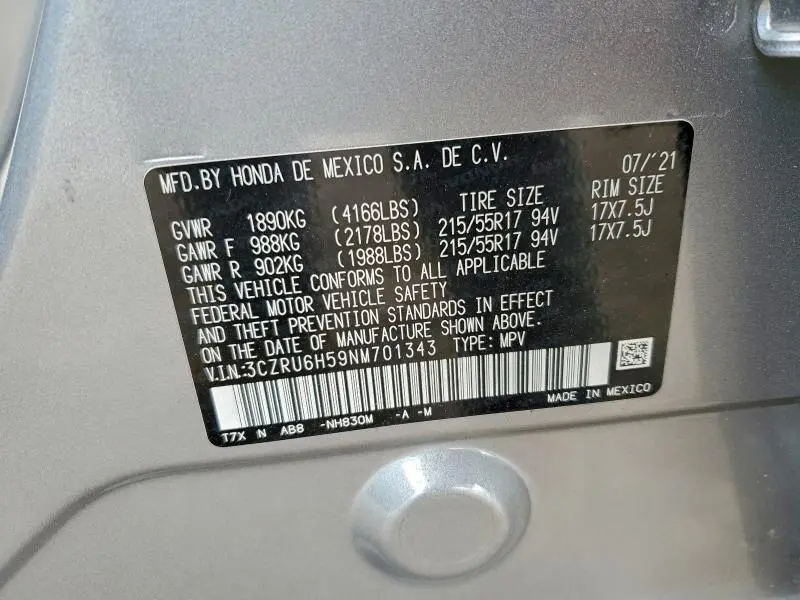 MFD.BY HONDA DE MEXICO S.A. DE C.V. 07/'21
TIRE SIZE RIM SIZE
GVWR 1890KG (4166LBS)
GAWR F 988KG (2178LBS) 215/55R17 94V 17X7.5J
GAWR R 902KG (1988LBS) 215/55R17 94V 17X7.5J
THIS VEHICLE CONFORMS TO ALL APPLICABLE
FEDERAL MOTOR VEHICLE SAFETY
AND THEFT PREVENTION STANDARDS IN EFFECT
ON THE DATE OF MANUFACTURE SHOWN ABOVE.
V.I.N.:3CZRU6H59NM701343 TYPE: MPV
MADE IN MEXICO
T7X N AB8 -NH830M -A -M